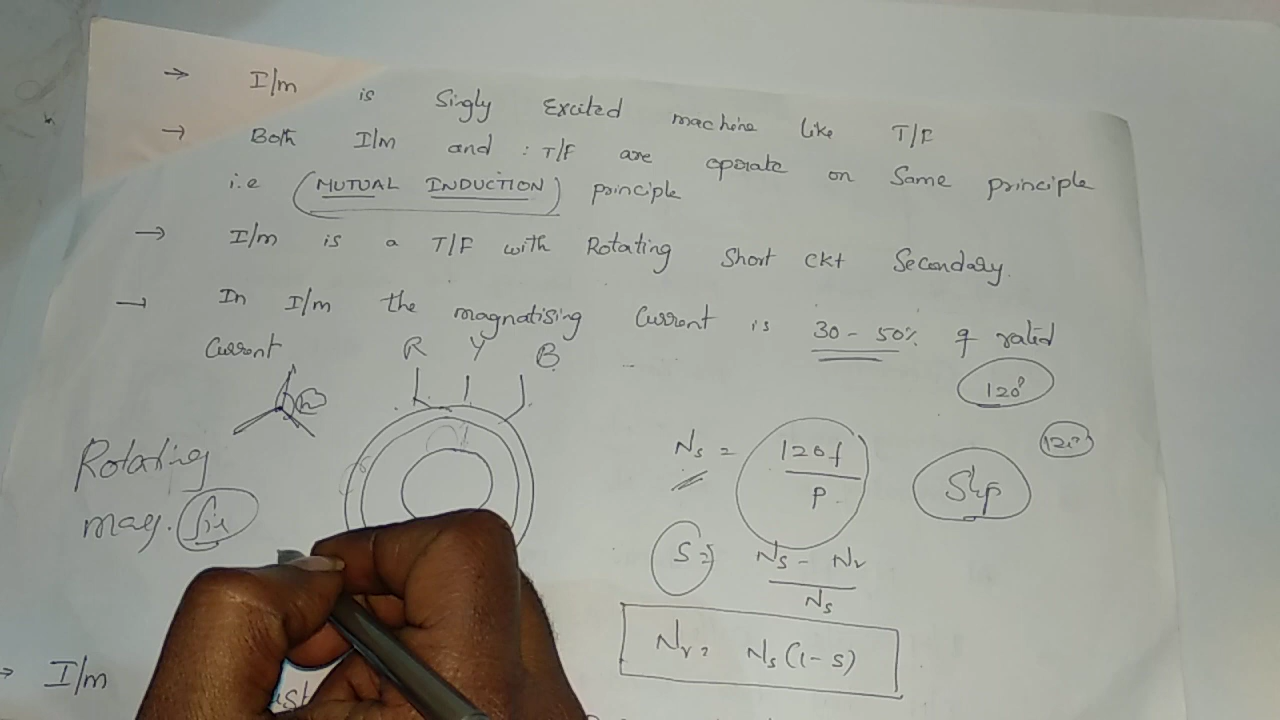 → I/m is Singly Excited machine like T/F
→ Both I/m and : T/F are operate on Same principle
i.e (MUTUAL INDUCTION) principle
→ I/m is a T/F with Rotating Short ckt Secondary.
→ In I/m the magnatising Current is 30 - 50% of rated
Current
R Y B
120°
Rotating
mag.
Ns = 120f / P.
Slip
S = Ns - Nr / Ns
Nr = Ns (1 - s)
→ I/m